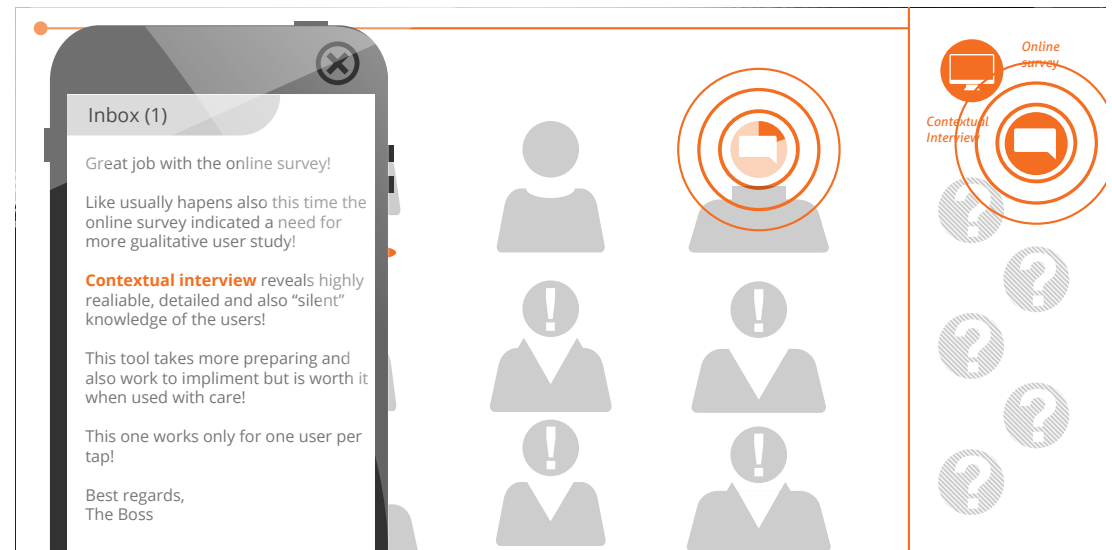 Inbox (1)
Great job with the online survey!
Like usually hapens also this time the
online survey indicated a need for
more gualitative user study!
Contextual interview reveals highly
realiable, detailed and also “silent”
knowledge of the users!
This tool takes more preparing and
also work to impliment but is worth it
when used with care!
This one works only for one user per
tap!
Best regards,
The Boss
!
!
!
!
Online
survey
Contextual
Interview
?
?
?
?
?